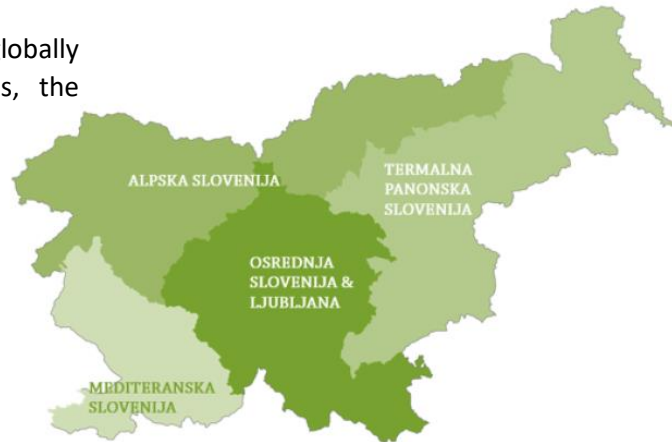 lobally
s, the
ALPSKA SLOVENIJA
TERMALNA
PANONSKA
SLOVENIJA
OSREDNJA
SLOVENIJA &
LJUBLJANA
MEDITERANSKA
SLOVENIJA